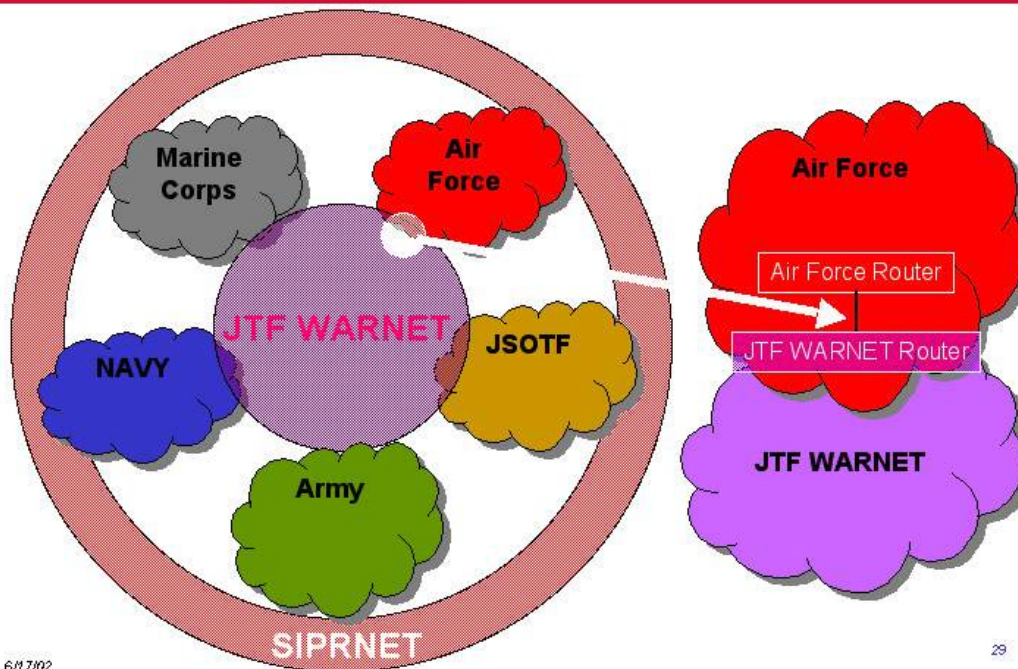 Marine
Corps
Air
Force
JTF WARNET
NAVY
JSOTF
Army
SIPRNET
Air Force
Air Force Router
JTF WARNET Router
JTF WARNET
6/17/02
29